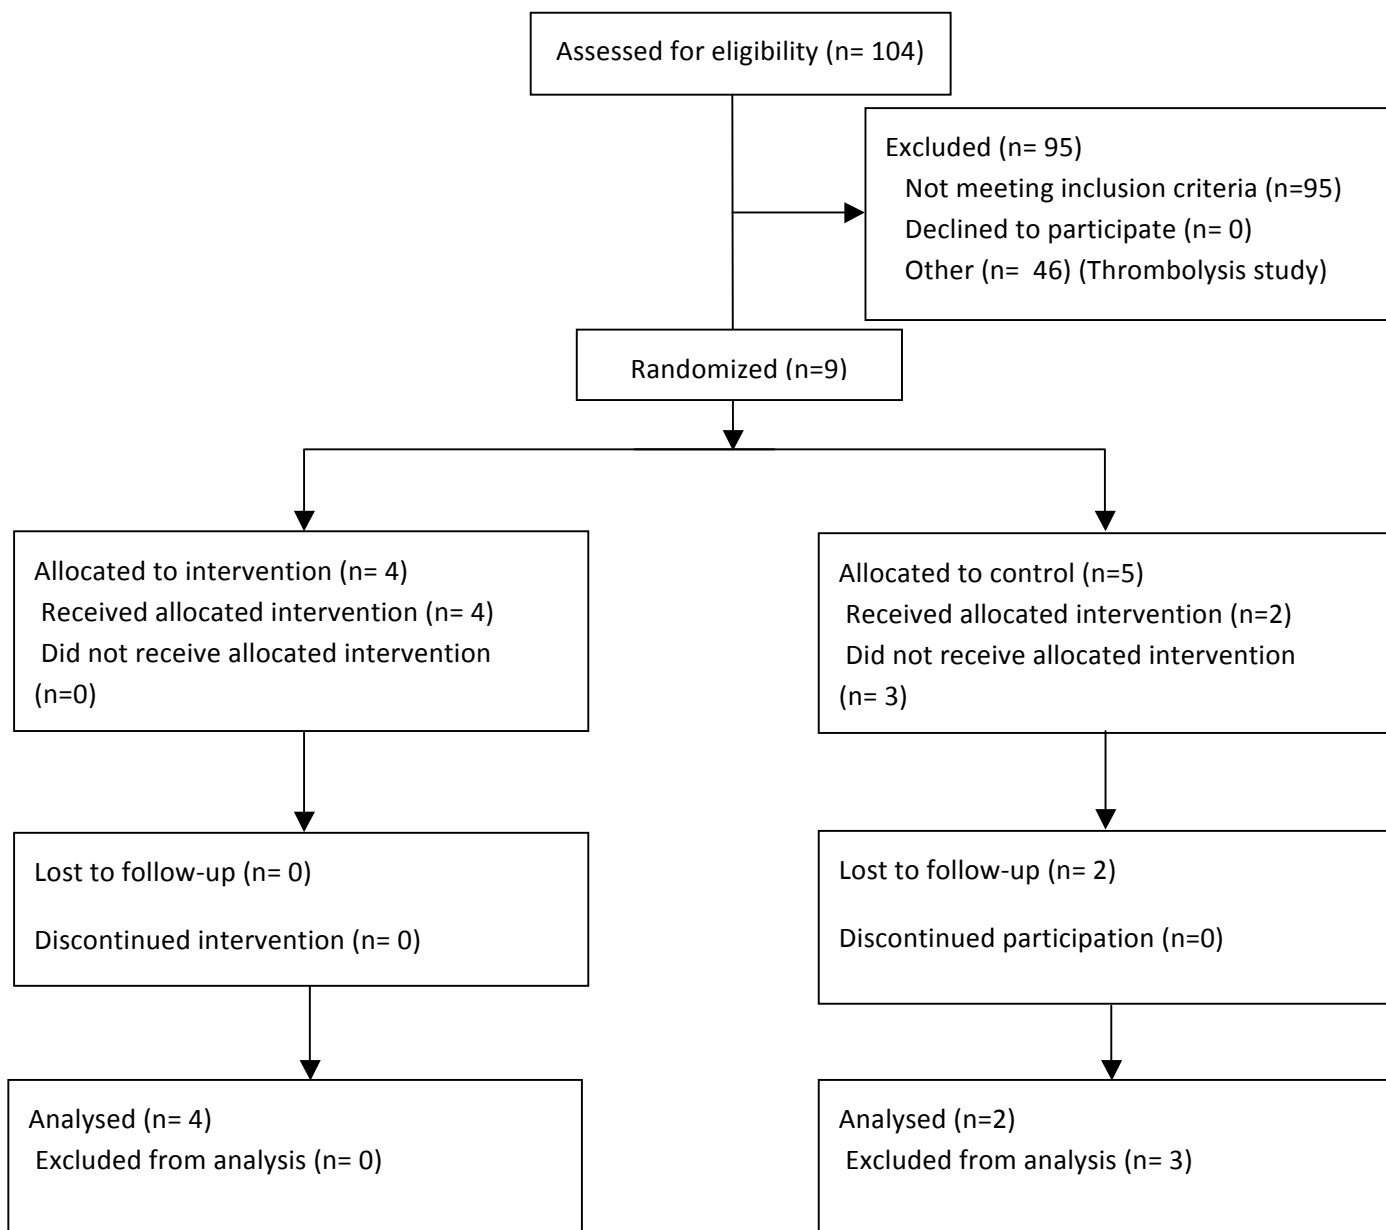 Assessed for eligibility (n= 104)
Excluded (n= 95)
Not meeting inclusion criteria (n=95)
Declined to participate (n= 0)
Other (n=  46) (Thrombolysis study)
Randomized (n=9)
Allocated to intervention (n= 4)
Received allocated intervention (n= 4)
Did not receive allocated intervention
(n=0)
Allocated to control (n=5)
Received allocated intervention (n=2)
Did not receive allocated intervention
(n= 3)
Lost to follow-up (n= 0)
Discontinued intervention (n= 0)
Lost to follow-up (n= 2)
Discontinued participation (n=0)
Analysed (n= 4)
Excluded from analysis (n= 0)
Analysed (n=2)
Excluded from analysis (n= 3)